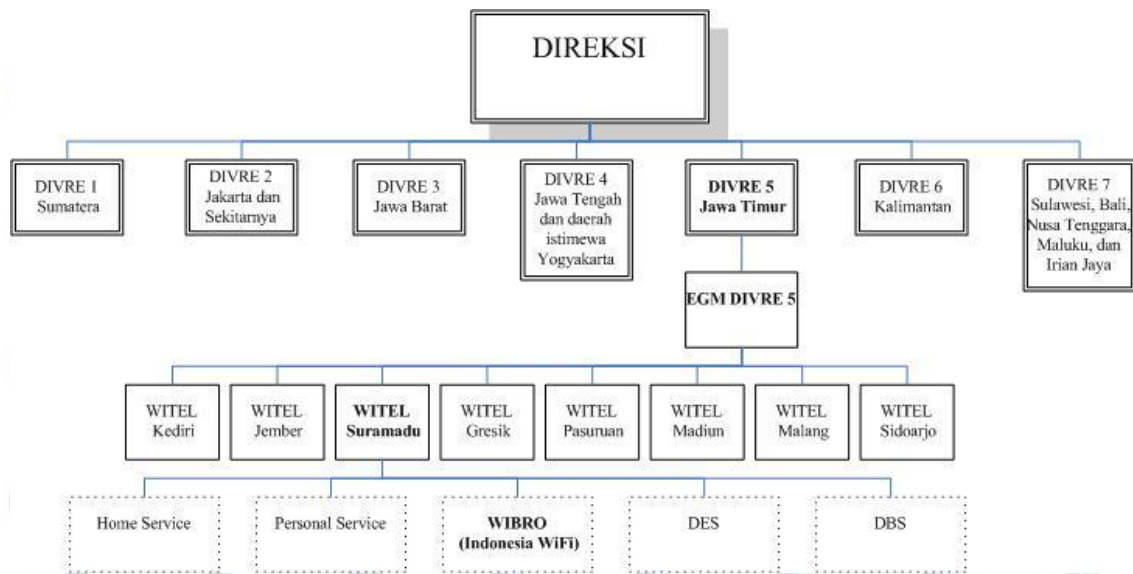 DIREKSI
DIVRE 1
Sumatera
DIVRE 2
Jakarta dan
Sekitarnya
DIVRE 3
Jawa Barat
DIVRE 4
Jawa Tengah
dan daerah
istimewa
Yogyakarta
DIVRE 5
Jawa Timur
DIVRE 6
Kalimantan
DIVRE 7
Sulawesi, Bali,
Nusa Tenggara,
Maluku, dan
Irian Jaya
EGM DIVRE 5
WITEL
Kediri
WITEL
Jember
WITEL
Suramadu
WITEL
Gresik
WITEL
Pasuruan
WITEL
Madiun
WITEL
Malang
WITEL
Sidoarjo
Home Service
Personal Service
WIBRO
(Indonesia WiFi)
DES
DBS